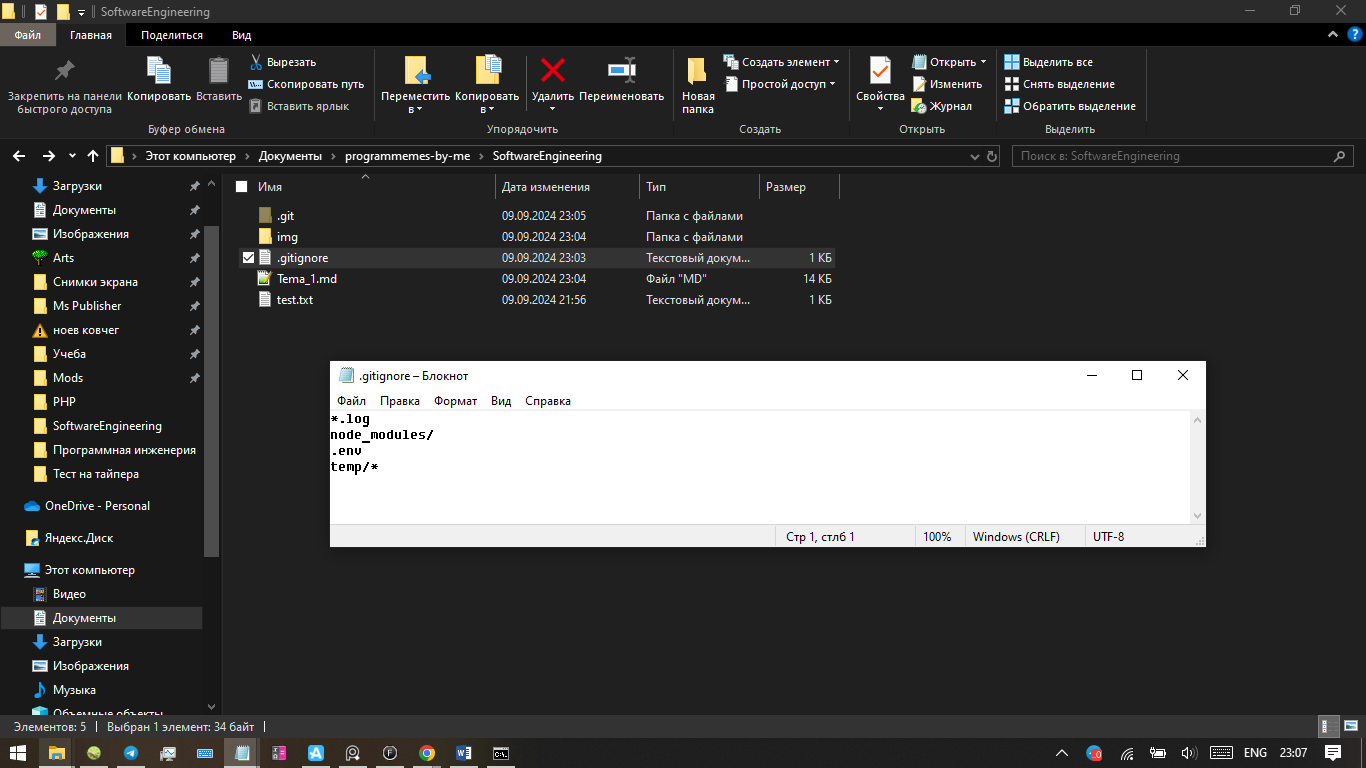 SoftwareEngineering
Файл Главная Поделиться Вид
Закрепить на панели быстрого доступа
Копировать
Вставить
Вырезать
Скопировать путь
Вставить ярлык
Буфер обмена
Переместить в
Копировать в
Удалить
Переименовать
Упорядочить
Новая папка
Создать элемент
Простой доступ
Создать
Свойства
Открыть
Изменить
Журнал
Открыть
Выделить все
Снять выделение
Обратить выделение
Выделить
Этот компьютер Документы programmemes-by-me SoftwareEngineering
Поиск в: SoftwareEngineering
Загрузки
Документы
Изображения
Arts
Снимки экрана
Ms Publisher
ноев ковчег
Учеба
Mods
PHP
SoftwareEngineering
Программная инженерия
Тест на тайпера
OneDrive - Personal
Яндекс.Диск
Этот компьютер
Видео
Документы
Загрузки
Изображения
Музыка
Объемные объекты
Имя Дата изменения Тип Размер
.git 09.09.2024 23:05 Папка с файлами
img 09.09.2024 23:04 Папка с файлами
.gitignore 09.09.2024 23:03 Текстовый докум... 1 КБ
Tema_1.md 09.09.2024 23:04 Файл "MD" 14 КБ
test.txt 09.09.2024 21:56 Текстовый докум... 1 КБ
.gitignore – Блокнот
Файл Правка Формат Вид Справка
*.log
node_modules/
.env
temp/*
Стр 1, стлб 1 100% Windows (CRLF) UTF-8
Элементов: 5 Выбран 1 элемент: 34 байт
ENG 23:07